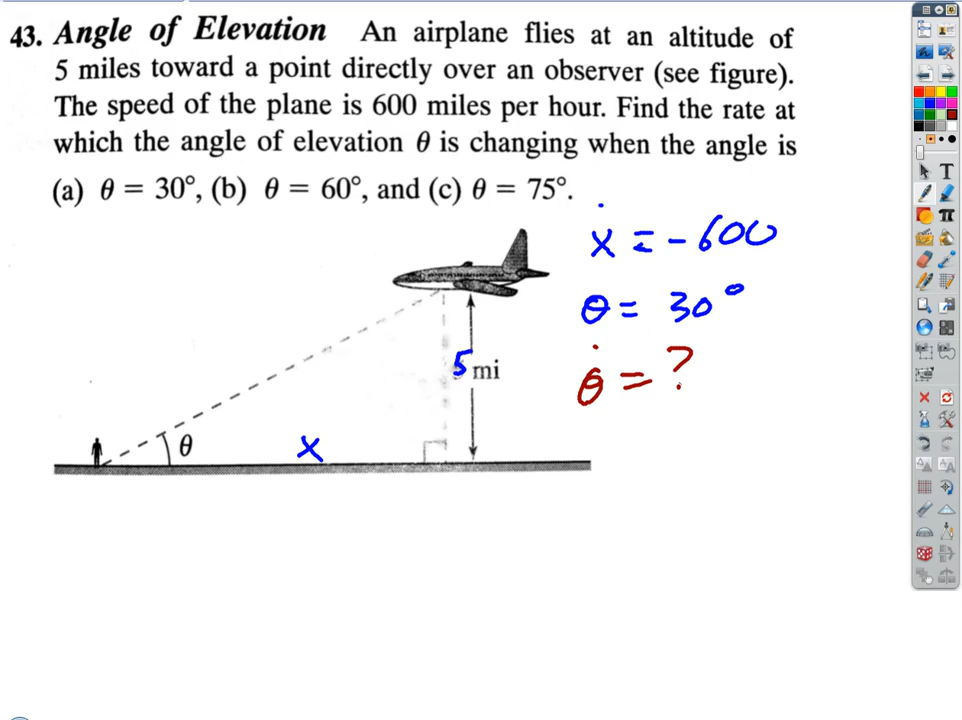 43. Angle of Elevation An airplane flies at an altitude of
5 miles toward a point directly over an observer (see figure).
The speed of the plane is 600 miles per hour. Find the rate at
which the angle of elevation θ is changing when the angle is
(a) θ = 30°, (b) θ = 60°, and (c) θ = 75°.
ẋ = -600
θ = 30°
5 mi
θ̇ = ?
θ
x